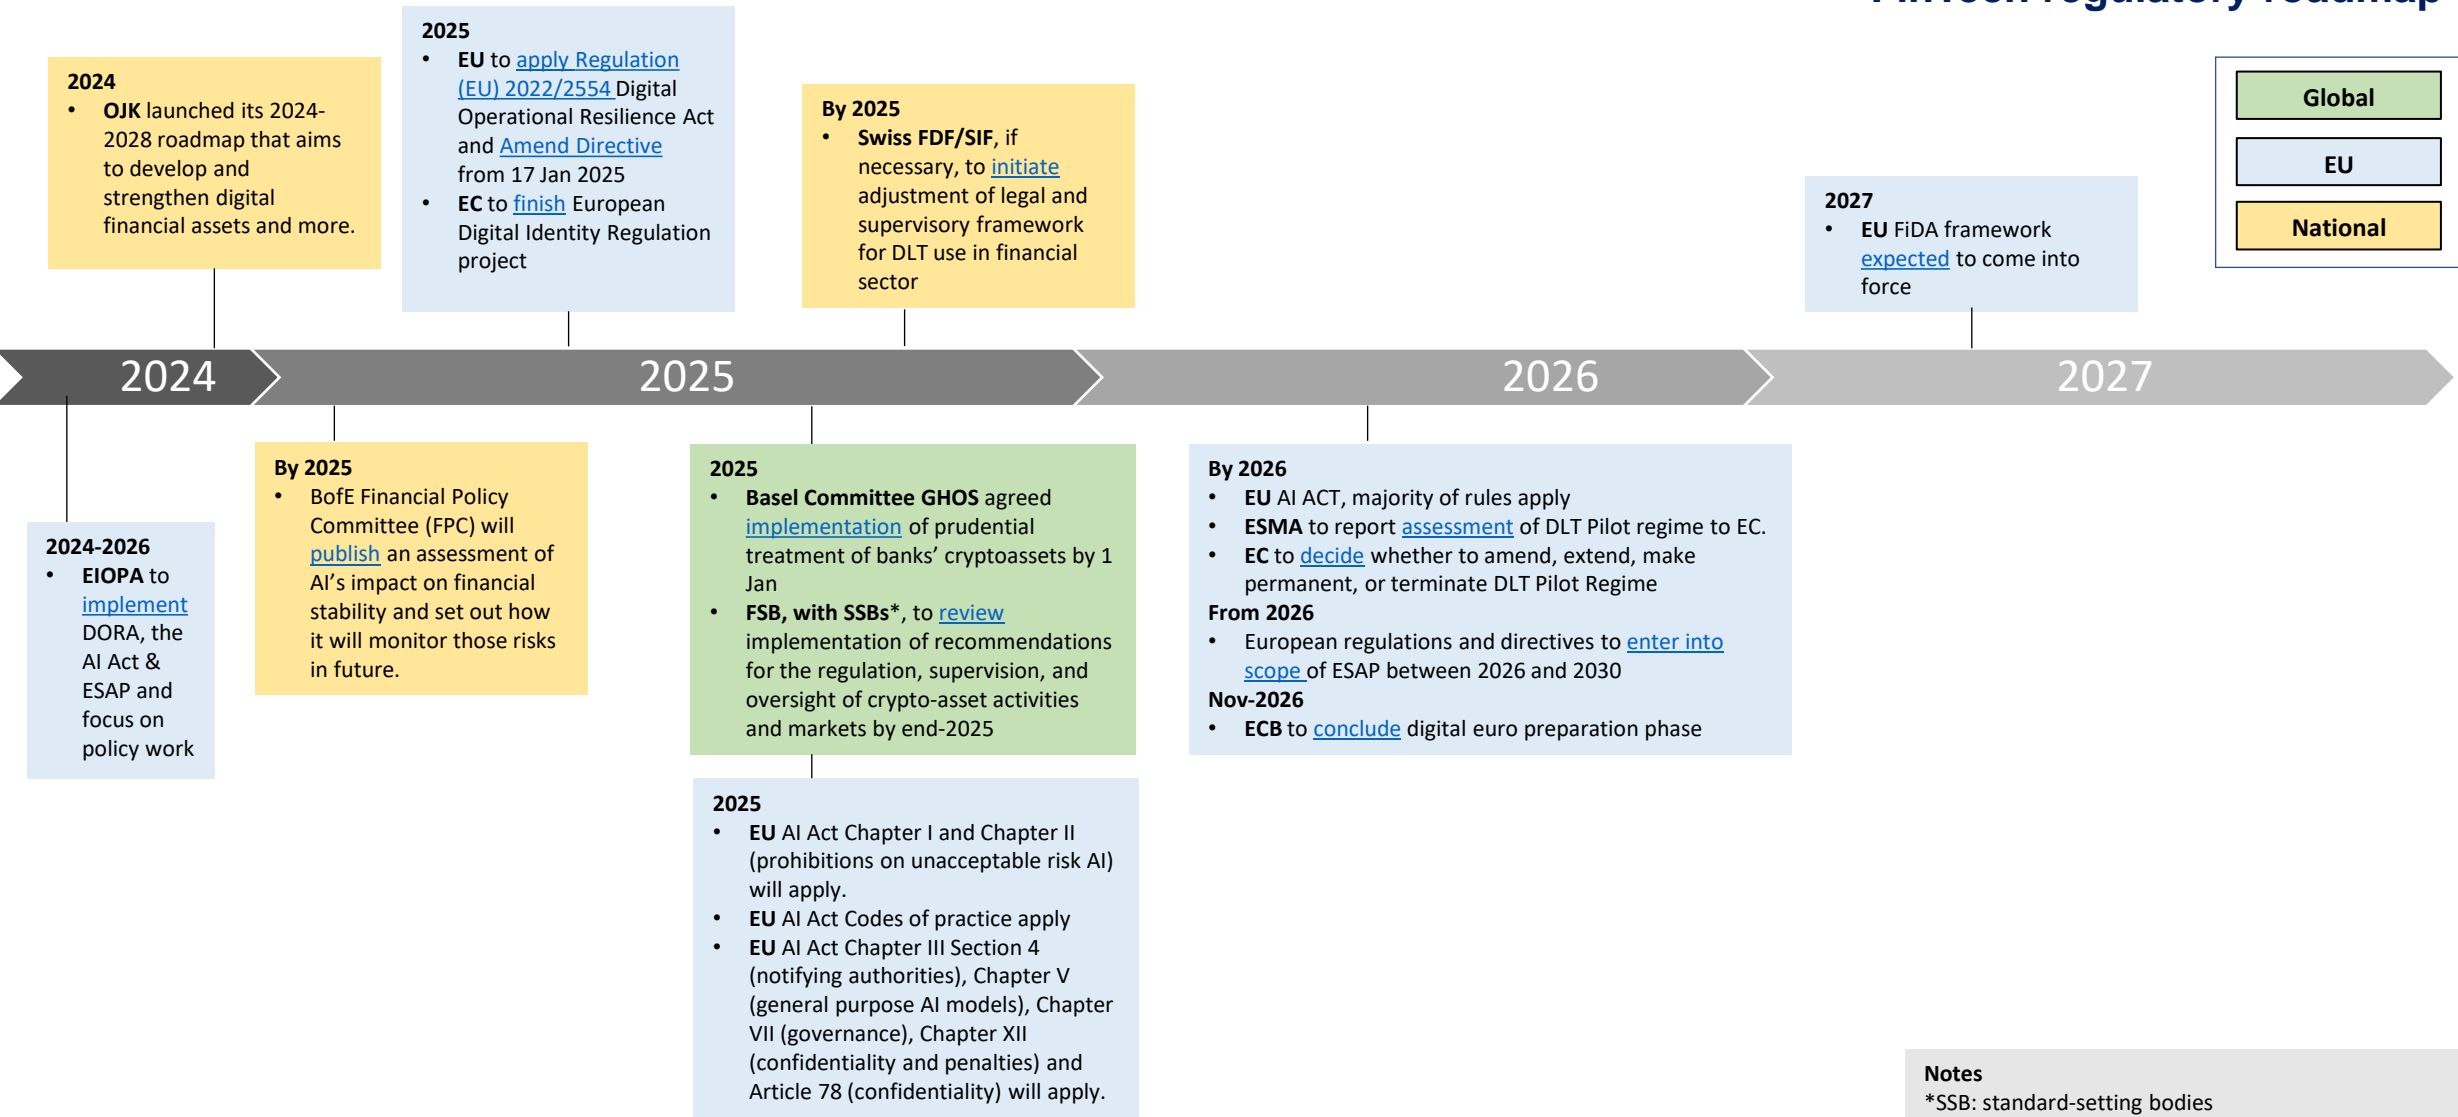 FinTech regulatory roadmap
2024
• OJK launched its 2024-
2028 roadmap that aims
to develop and
strengthen digital
financial assets and more.
2025
• EU to apply Regulation
(EU) 2022/2554 Digital
Operational Resilience Act
and Amend Directive
from 17 Jan 2025
• EC to finish European
Digital Identity Regulation
project
By 2025
• Swiss FDF/SIF, if
necessary, to initiate
adjustment of legal and
supervisory framework
for DLT use in financial
sector
2027
• EU FiDA framework
expected to come into
force
Global
EU
National
2024
2025
2026
2027
2024-2026
• EIOPA to
implement
DORA, the
AI Act &
ESAP and
focus on
policy work
By 2025
• BofE Financial Policy
Committee (FPC) will
publish an assessment of
AI’s impact on financial
stability and set out how
it will monitor those risks
in future.
2025
• Basel Committee GHOS agreed
implementation of prudential
treatment of banks’ cryptoassets by 1
Jan
• FSB, with SSBs*, to review
implementation of recommendations
for the regulation, supervision, and
oversight of crypto-asset activities
and markets by end-2025
2025
• EU AI Act Chapter I and Chapter II
(prohibitions on unacceptable risk AI)
will apply.
• EU AI Act Codes of practice apply
• EU AI Act Chapter III Section 4
(notifying authorities), Chapter V
(general purpose AI models), Chapter
VII (governance), Chapter XII
(confidentiality and penalties) and
Article 78 (confidentiality) will apply.
By 2026
• EU AI ACT, majority of rules apply
• ESMA to report assessment of DLT Pilot regime to EC.
• EC to decide whether to amend, extend, make
permanent, or terminate DLT Pilot Regime
From 2026
• European regulations and directives to enter into
scope of ESAP between 2026 and 2030
Nov-2026
• ECB to conclude digital euro preparation phase
Notes
*SSB: standard-setting bodies